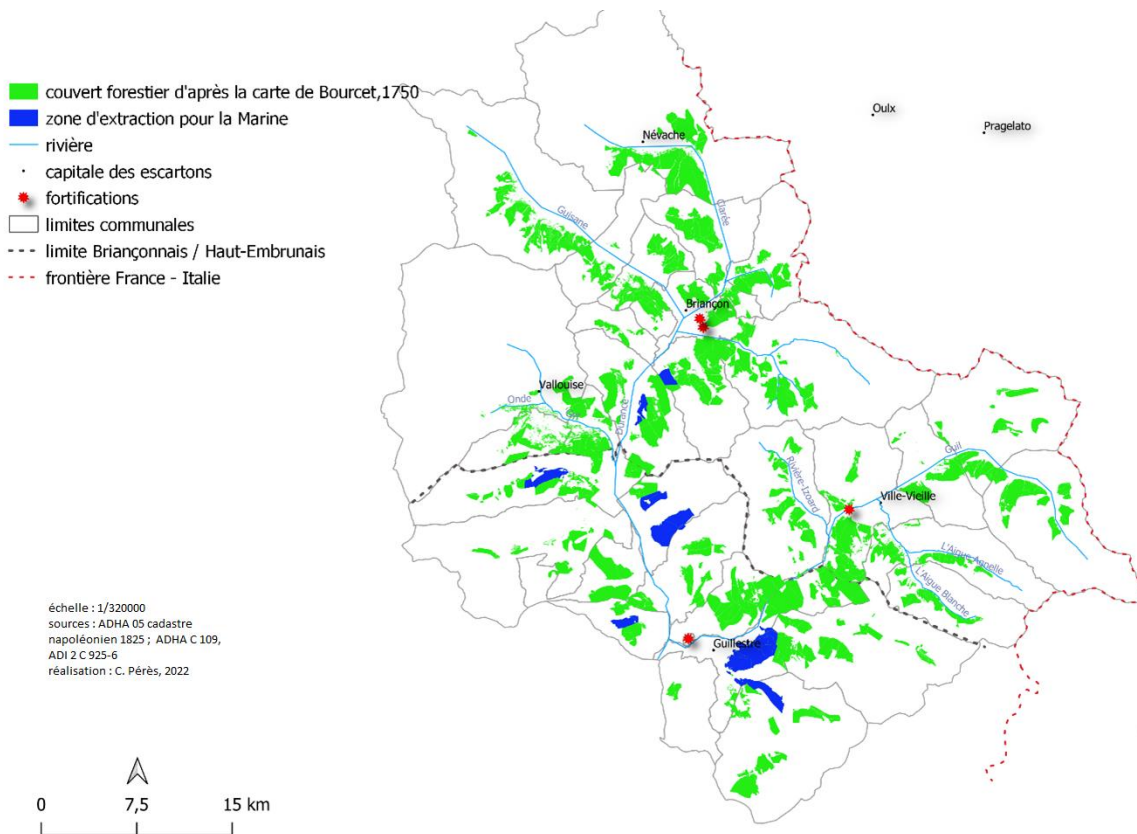 couvert forestier d'après la carte de Bourcet,1750
zone d'extraction pour la Marine
rivière
capitale des escartons
fortifications
limites communales
limite Briançonnais / Haut-Embrunais
frontière France - Italie
Oulx
Pragelato
Névache
Clarée
Guisane
Briançon
Vallouise
Onde
Gyr
Durance
Rivière-Izoard
Guil
Ville-Vieille
L'Aigue Agnelle
L'Aigue Blanche
Guillestre
échelle : 1/320000
sources : ADHA 05 cadastre
napoléonien 1825 ; ADHA C 109,
ADI 2 C 925-6
réalisation : C. Pérès, 2022
0 7,5 15 km